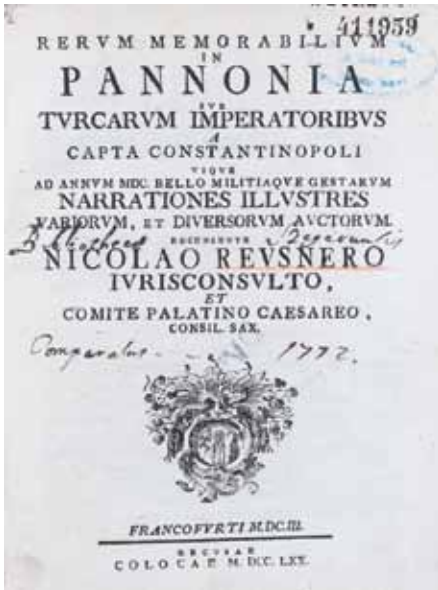 411959
RERVM MEMORABILIVM
IN
PANNONIA
SVB
TVRCARVM IMPERATORIBVS
A
CAPTA CONSTANTINOPOLI
VSQVE
AD ANNVM MDC. BELLO MILITIAQVE GESTARVM
NARRATIONES ILLVSTRES
VARIORVM, ET DIVERSORVM AVCTORVM.
RECENSENTE
NICOLAO REVSNERO
IVRISCONSVLTO,
ET
COMITE PALATINO CAESAREO,
CONSIL. SAX.
Comparatus 1772.
FRANCOFVRTI M.DC.III.
RECVSAE
COLOCAE M. DCC. LXX.